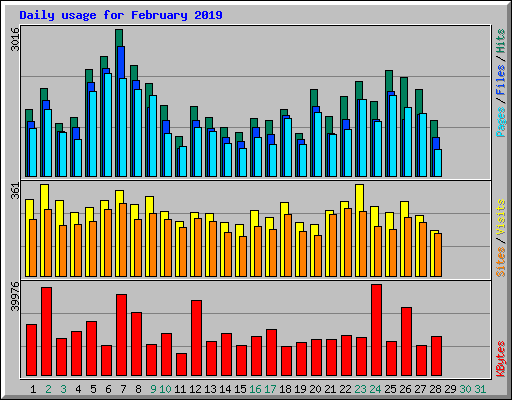 Daily usage for February 2019
3016
Pages / Files / Hits
361
Sites / Visits
39976
KBytes
1 2 3 4 5 6 7 8 9 10 11 12 13 14 15 16 17 18 19 20 21 22 23 24 25 26 27 28 29 30 31